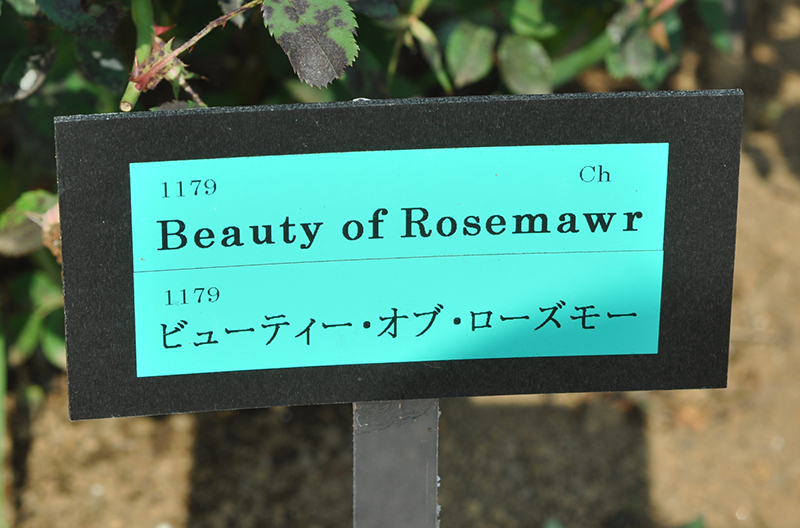 1179 Ch
Beauty of Rosemawr
1179
ビューティー・オブ・ローズモー